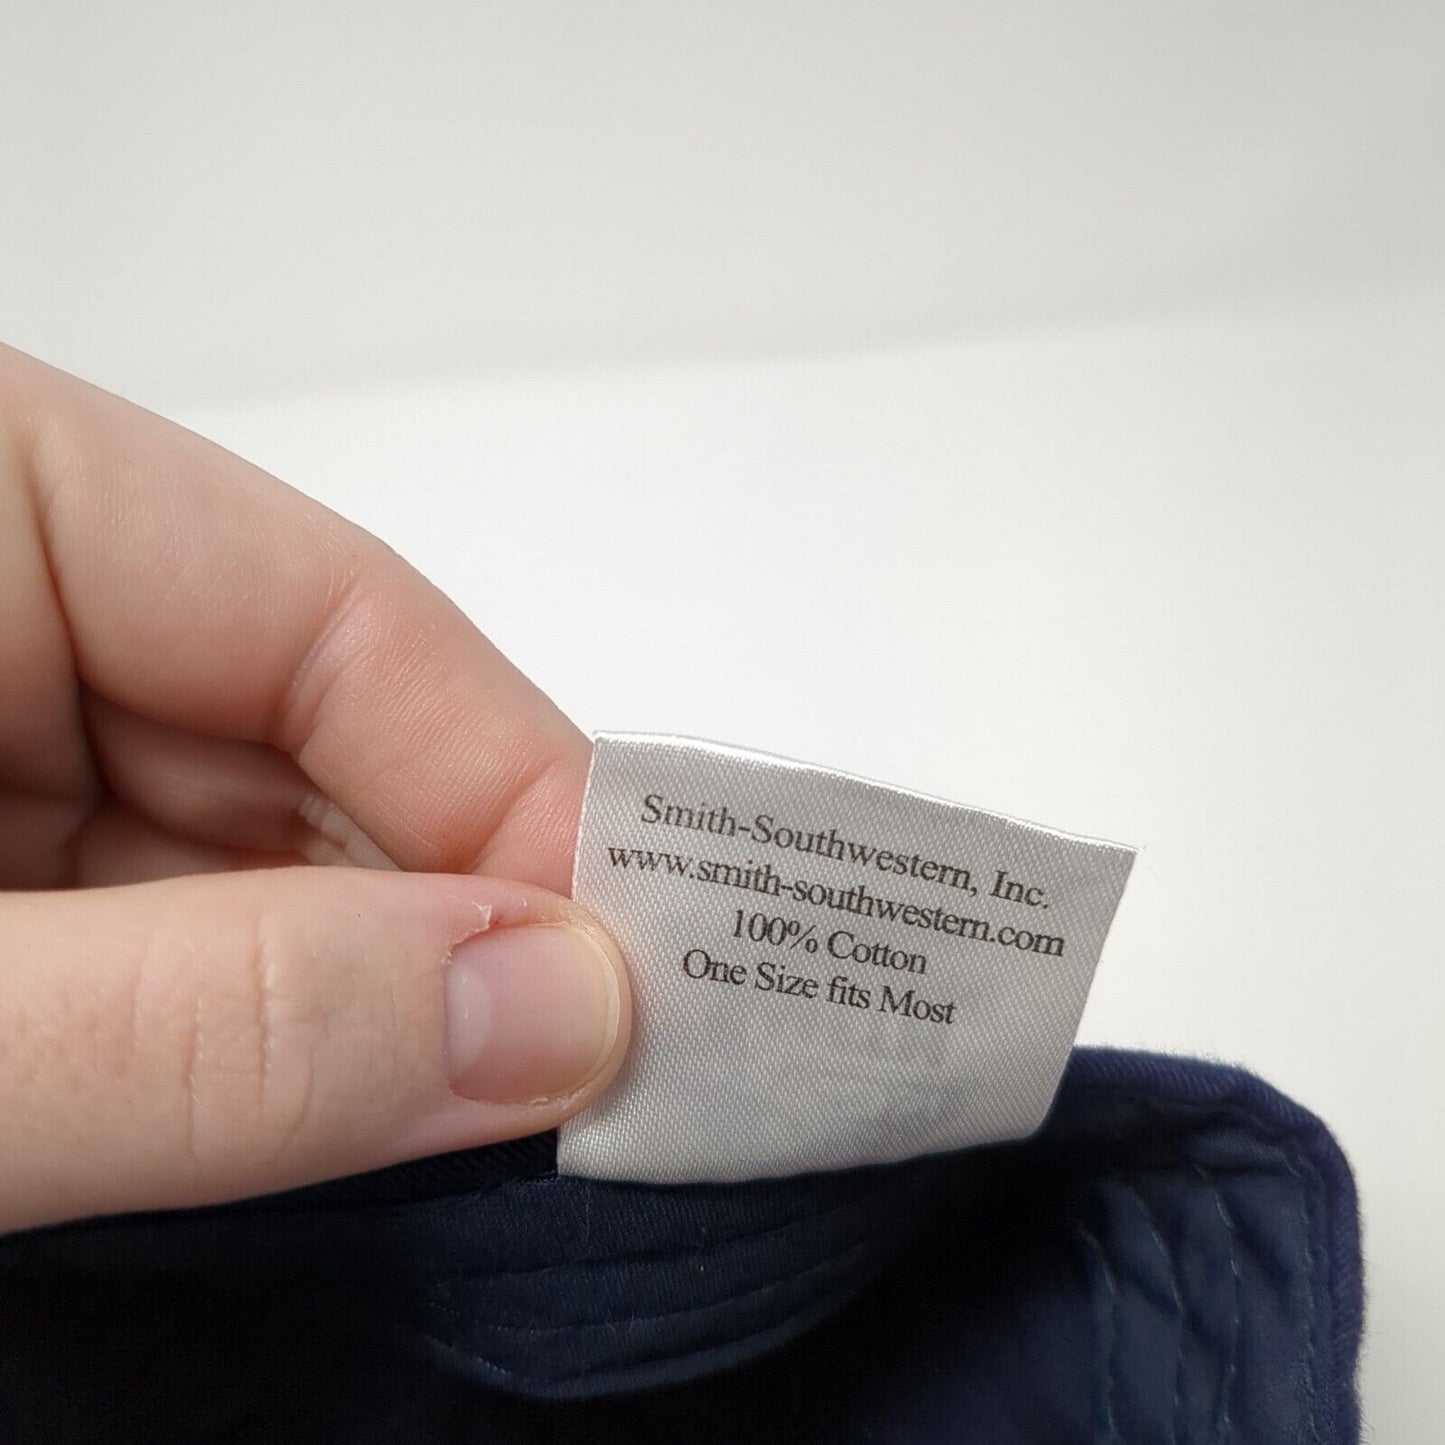 Smith-Southwestern, Inc.
www.smith-southwestern.com
100% Cotton
One Size fits Most